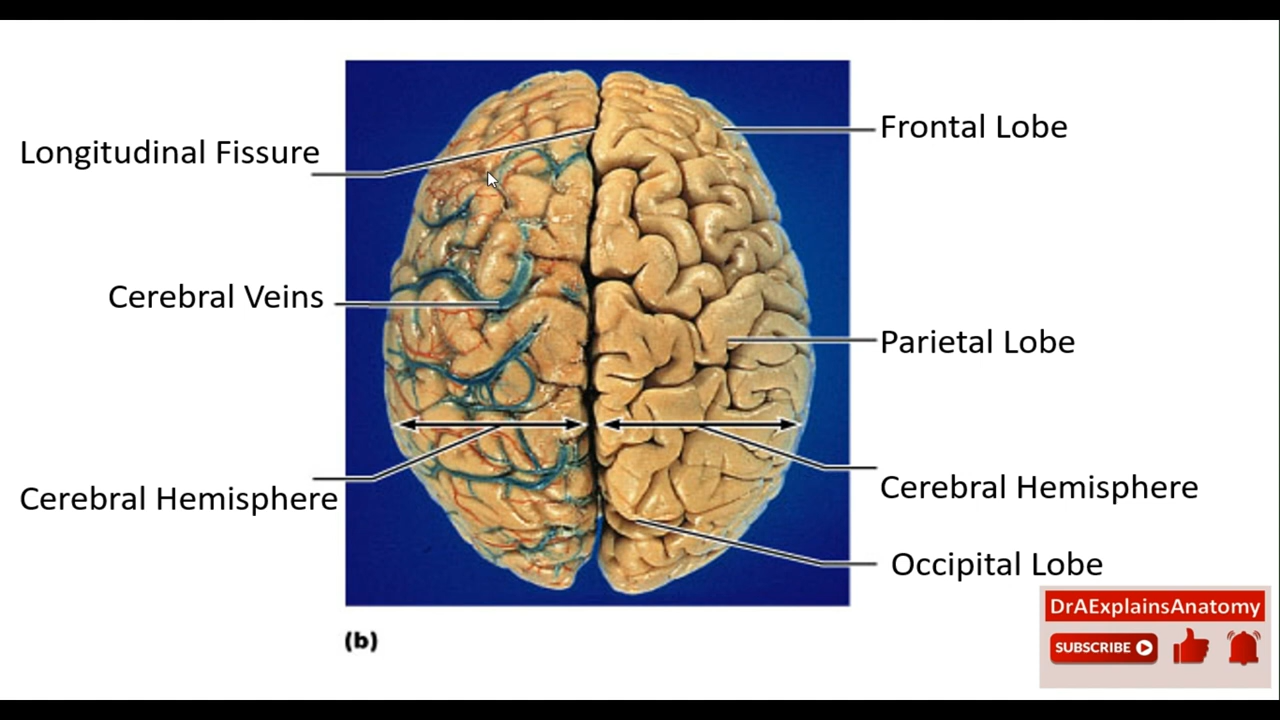 Longitudinal Fissure
Cerebral Veins
Cerebral Hemisphere
Frontal Lobe
Parietal Lobe
Cerebral Hemisphere
Occipital Lobe
(b)
DrAExplainsAnatomy
SUBSCRIBE